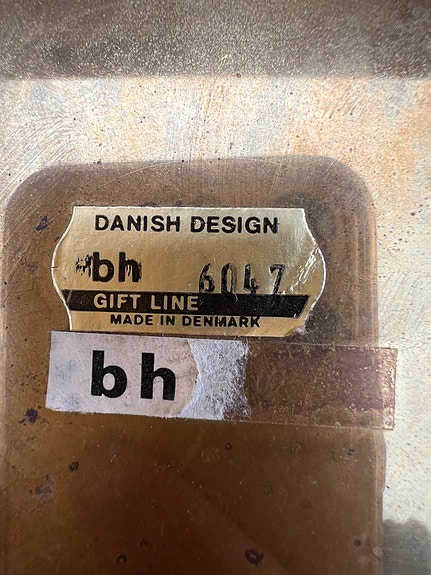 DANISH DESIGN
bh 6047
GIFT LINE
MADE IN DENMARK
bh